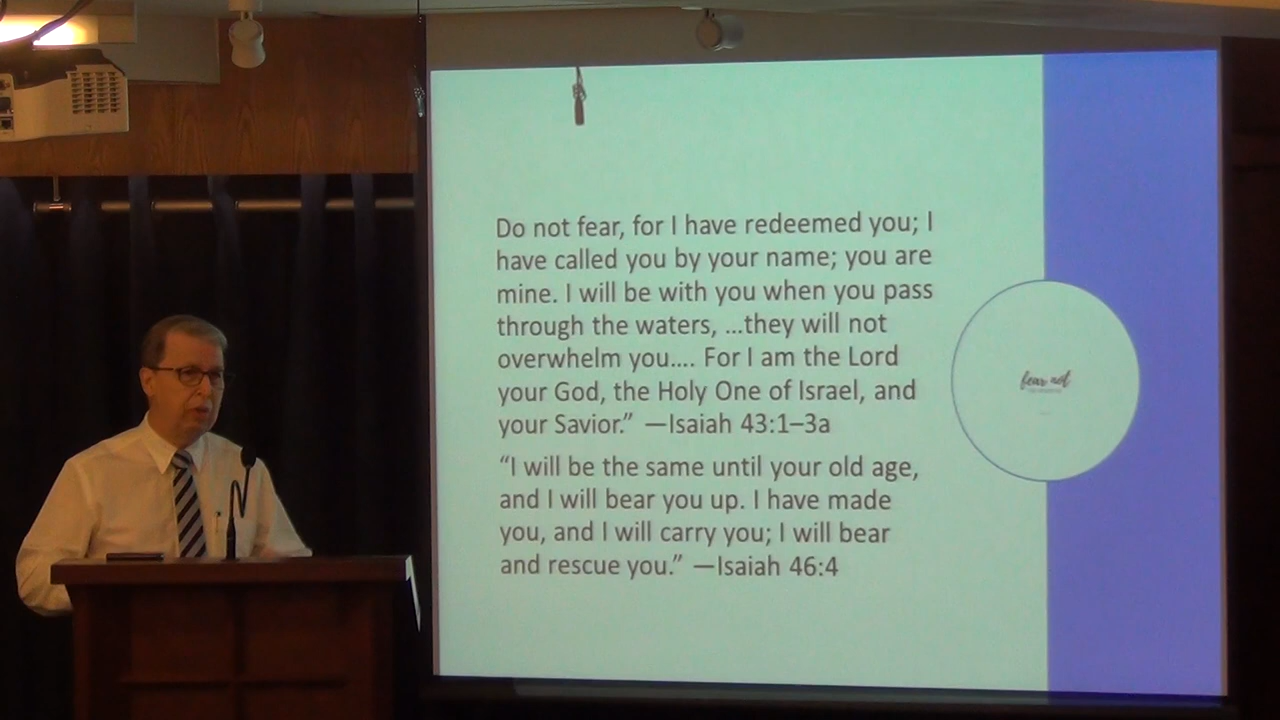 Do not fear, for I have redeemed you; I
have called you by your name; you are
mine. I will be with you when you pass
through the waters, ...they will not
overwhelm you.... For I am the Lord
your God, the Holy One of Israel, and
your Savior.” —Isaiah 43:1–3a
“I will be the same until your old age,
and I will bear you up. I have made
you, and I will carry you; I will bear
and rescue you.” —Isaiah 46:4
fear not